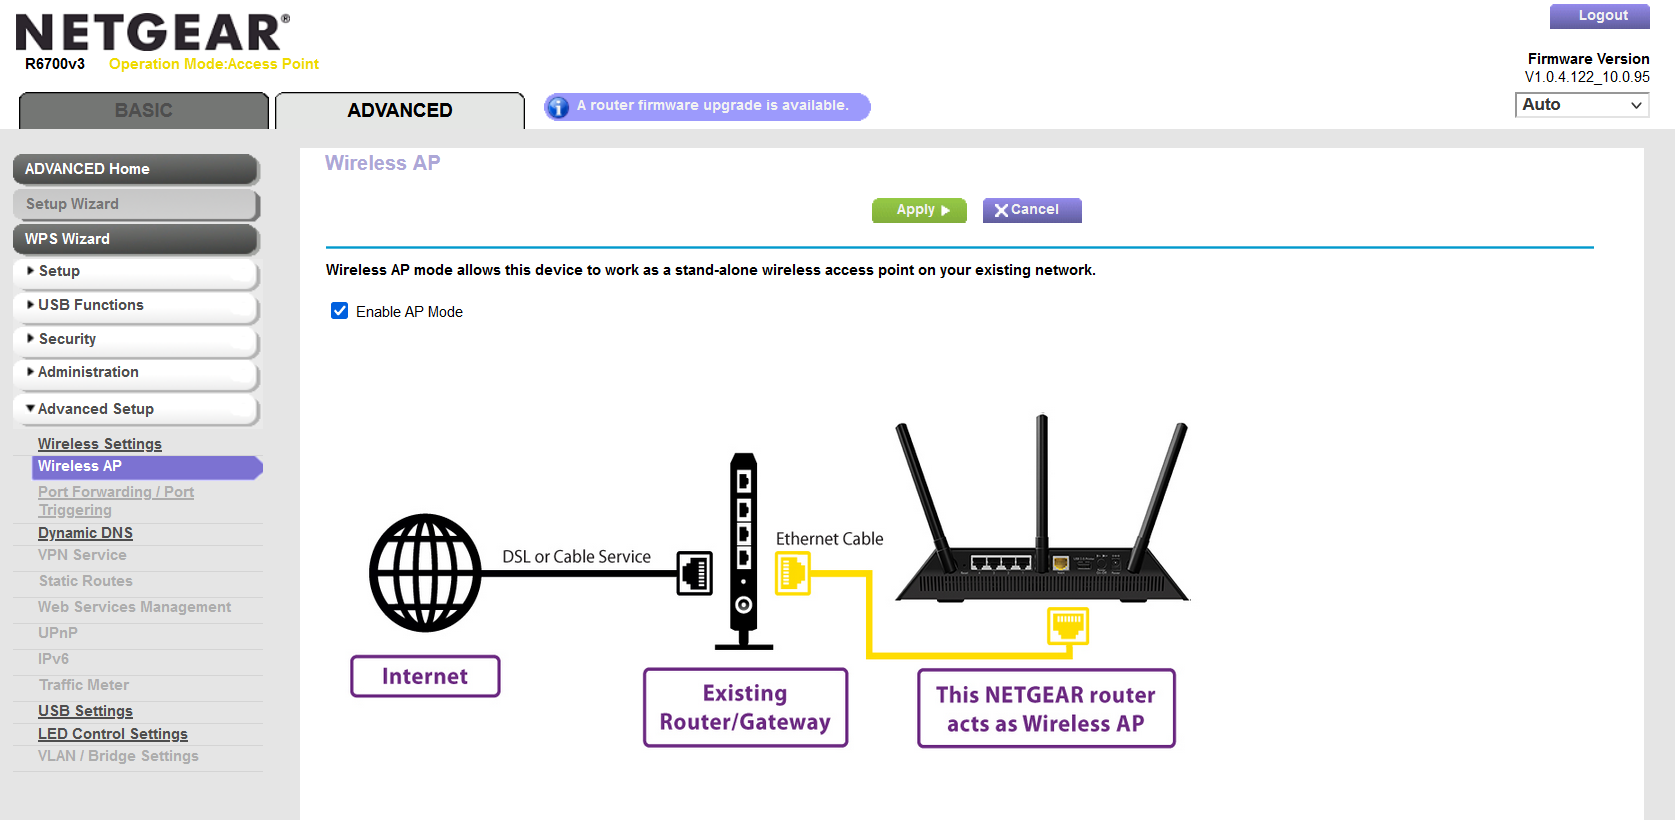 NETGEAR®
Logout
R6700v3 Operation Mode:Access Point
Firmware Version
V1.0.4.122_10.0.95
BASIC
ADVANCED
A router firmware upgrade is available.
Auto
ADVANCED Home
Setup Wizard
WPS Wizard
Setup
USB Functions
Security
Administration
Advanced Setup
Wireless Settings
Wireless AP
Port Forwarding / Port
Triggering
Dynamic DNS
VPN Service
Static Routes
Web Services Management
UPnP
IPv6
Traffic Meter
USB Settings
LED Control Settings
VLAN / Bridge Settings
Wireless AP
Apply
Cancel
Wireless AP mode allows this device to work as a stand-alone wireless access point on your existing network.
Enable AP Mode
DSL or Cable Service
Ethernet Cable
Internet
Existing
Router/Gateway
This NETGEAR router
acts as Wireless AP